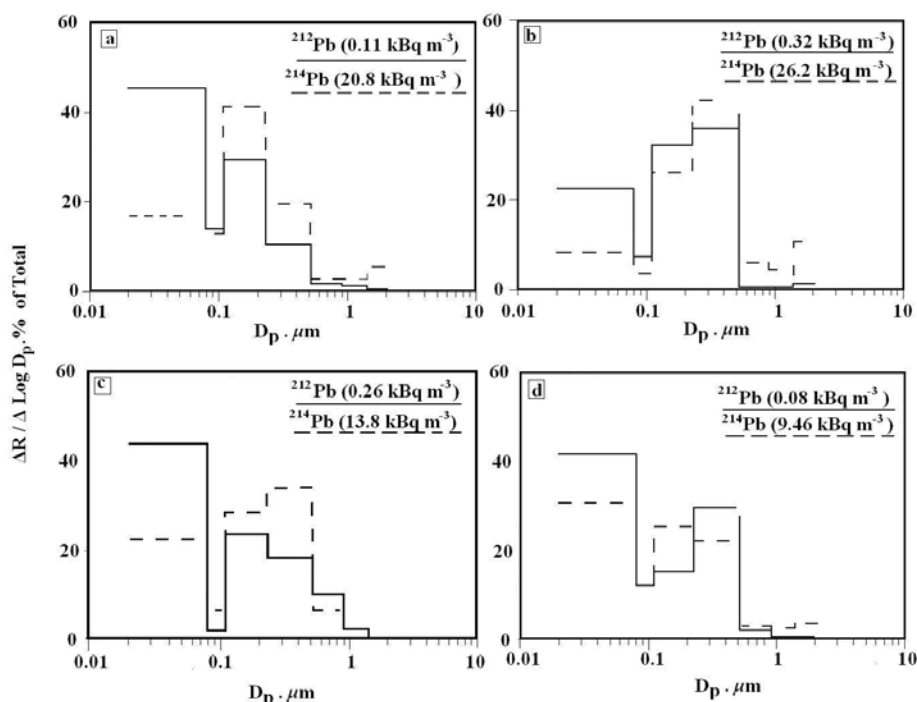 ΔR / Δ Log Dp.% of Total
60
40
20
0
a
²¹²Pb (0.11 kBq m⁻³)
²¹⁴Pb (20.8 kBq m⁻³)
0.01 0.1 1 10
Dp . μm
60
40
20
0
b
²¹²Pb (0.32 kBq m⁻³)
²¹⁴Pb (26.2 kBq m⁻³)
0.01 0.1 1 10
Dp . μm
60
40
20
0
c
²¹²Pb (0.26 kBq m⁻³)
²¹⁴Pb (13.8 kBq m⁻³)
0.01 0.1 1 10
Dp . μm
60
40
20
0
d
²¹²Pb (0.08 kBq m⁻³)
²¹⁴Pb (9.46 kBq m⁻³)
0.01 0.1 1 10
Dp . μm